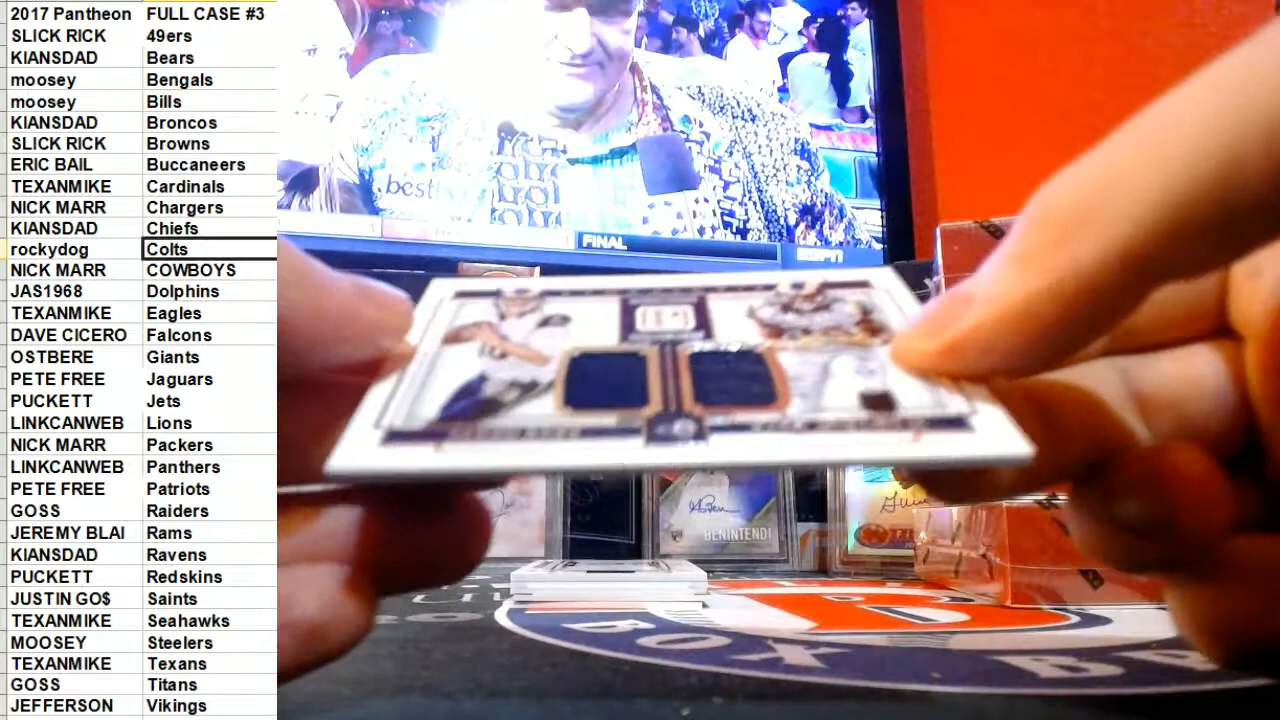 2017 Pantheon FULL CASE #3
SLICK RICK 49ers
KIANSDAD Bears
moosey Bengals
moosey Bills
KIANSDAD Broncos
SLICK RICK Browns
ERIC BAIL Buccaneers
TEXANMIKE Cardinals
NICK MARR Chargers
KIANSDAD Chiefs
rockydog Colts
NICK MARR COWBOYS
JAS1968 Dolphins
TEXANMIKE Eagles
DAVE CICERO Falcons
OSTBERE Giants
PETE FREE Jaguars
PUCKETT Jets
LINKCANWEB Lions
NICK MARR Packers
LINKCANWEB Panthers
PETE FREE Patriots
GOSS Raiders
JEREMY BLAI Rams
KIANSDAD Ravens
PUCKETT Redskins
JUSTIN GO$ Saints
TEXANMIKE Seahawks
MOOSEY Steelers
TEXANMIKE Texans
GOSS Titans
JEFFERSON Vikings
best
FINAL
ESPN
BENINTENDI
BOX BR